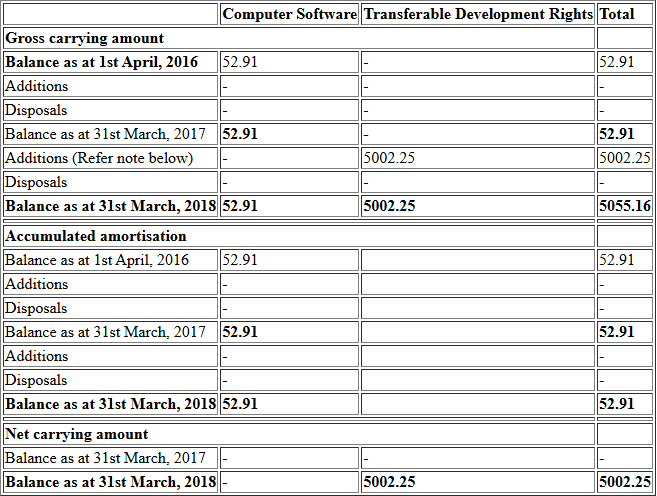 Computer Software Transferable Development Rights Total
Gross carrying amount
Balance as at 1st April, 2016 52.91 - 52.91
Additions - - -
Disposals - - -
Balance as at 31st March, 2017 52.91 - 52.91
Additions (Refer note below) - 5002.25 5002.25
Disposals - - -
Balance as at 31st March, 2018 52.91 5002.25 5055.16
Accumulated amortisation
Balance as at 1st April, 2016 52.91 52.91
Additions - -
Disposals - -
Balance as at 31st March, 2017 52.91 52.91
Additions - -
Disposals - -
Balance as at 31st March, 2018 52.91 52.91
Net carrying amount
Balance as at 31st March, 2017 - - -
Balance as at 31st March, 2018 - 5002.25 5002.25